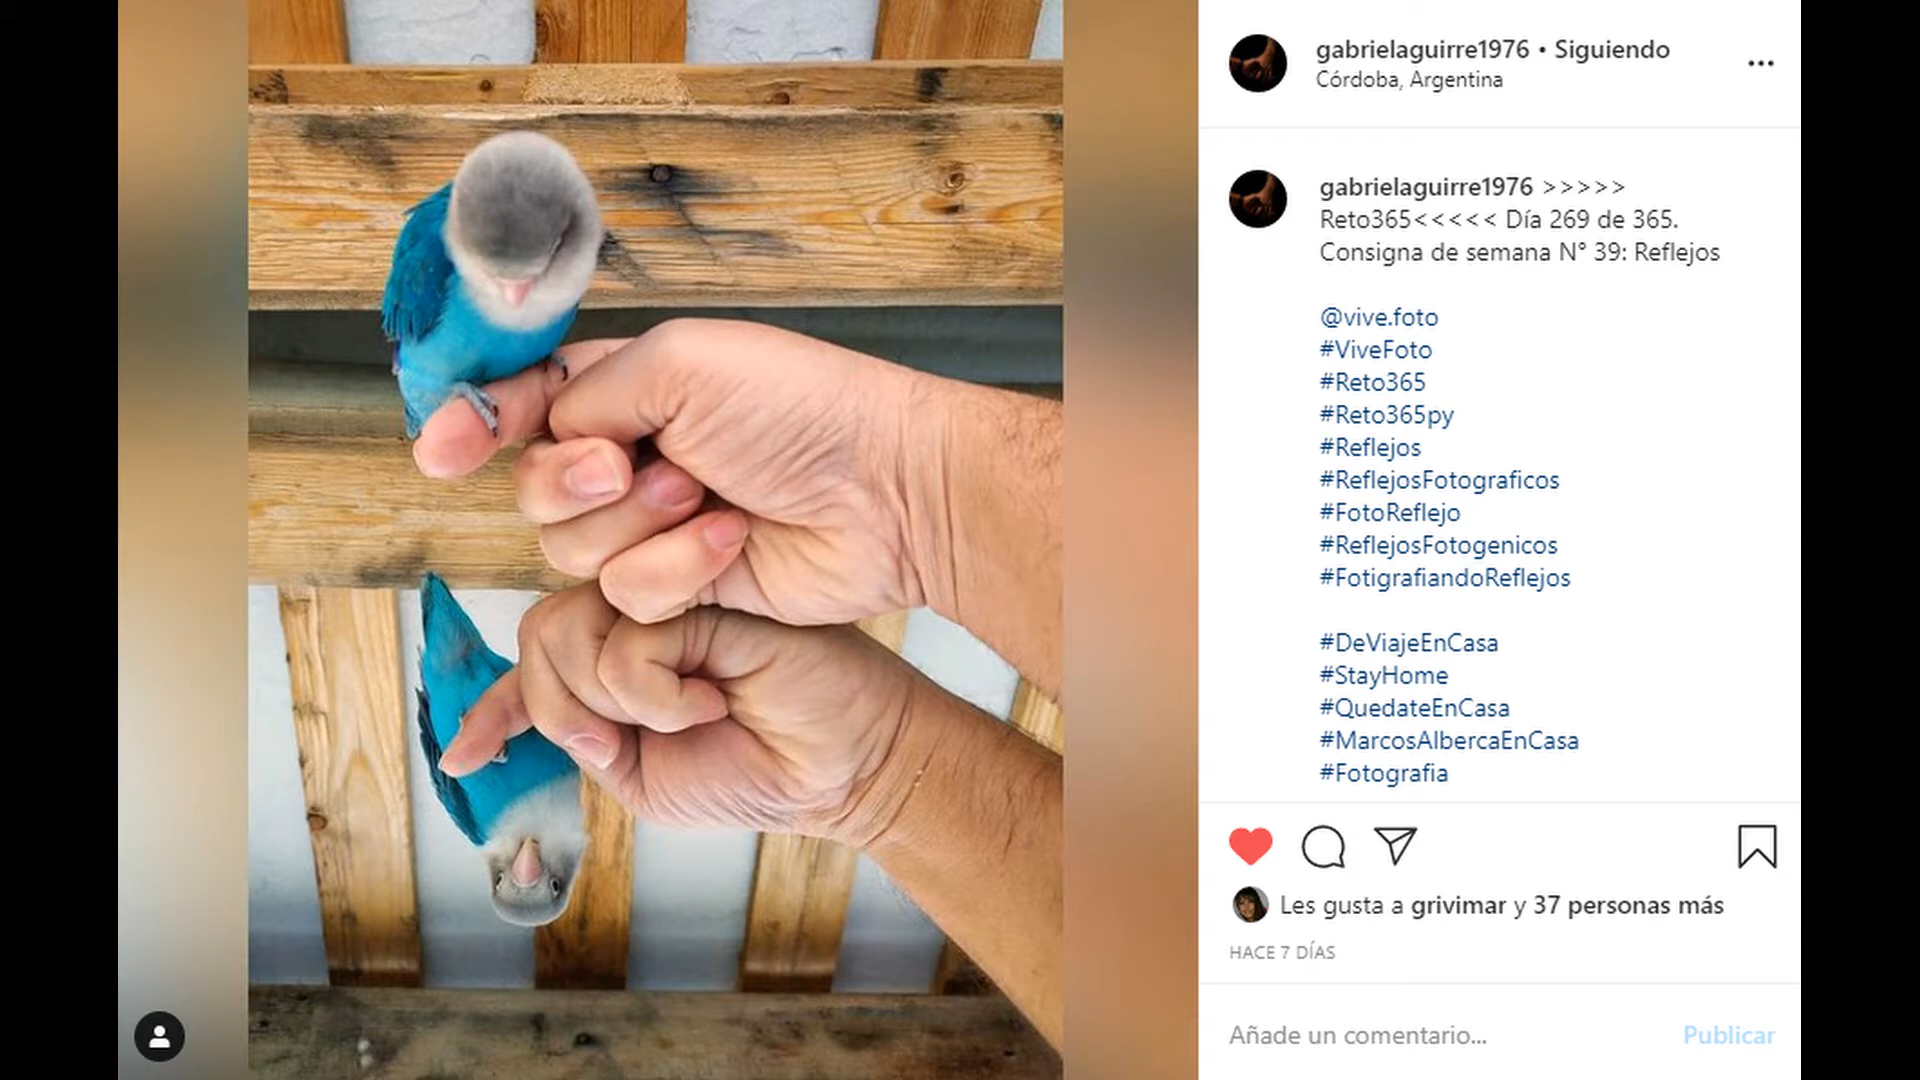 gabrielaguirre1976 • Siguiendo
Córdoba, Argentina
gabrielaguirre1976 >>>>>
Reto365<<<<< Día 269 de 365.
Consigna de semana N° 39: Reflejos
@vive.foto
#ViveFoto
#Reto365
#Reto365py
#Reflejos
#ReflejosFotograficos
#FotoReflejo
#ReflejosFotogenicos
#FotigrafiandoReflejos
#DeViajeEnCasa
#StayHome
#QuedateEnCasa
#MarcosAlbercaEnCasa
#Fotografia
Les gusta a grivimar y 37 personas más
HACE 7 DÍAS
Añade un comentario...
Publicar